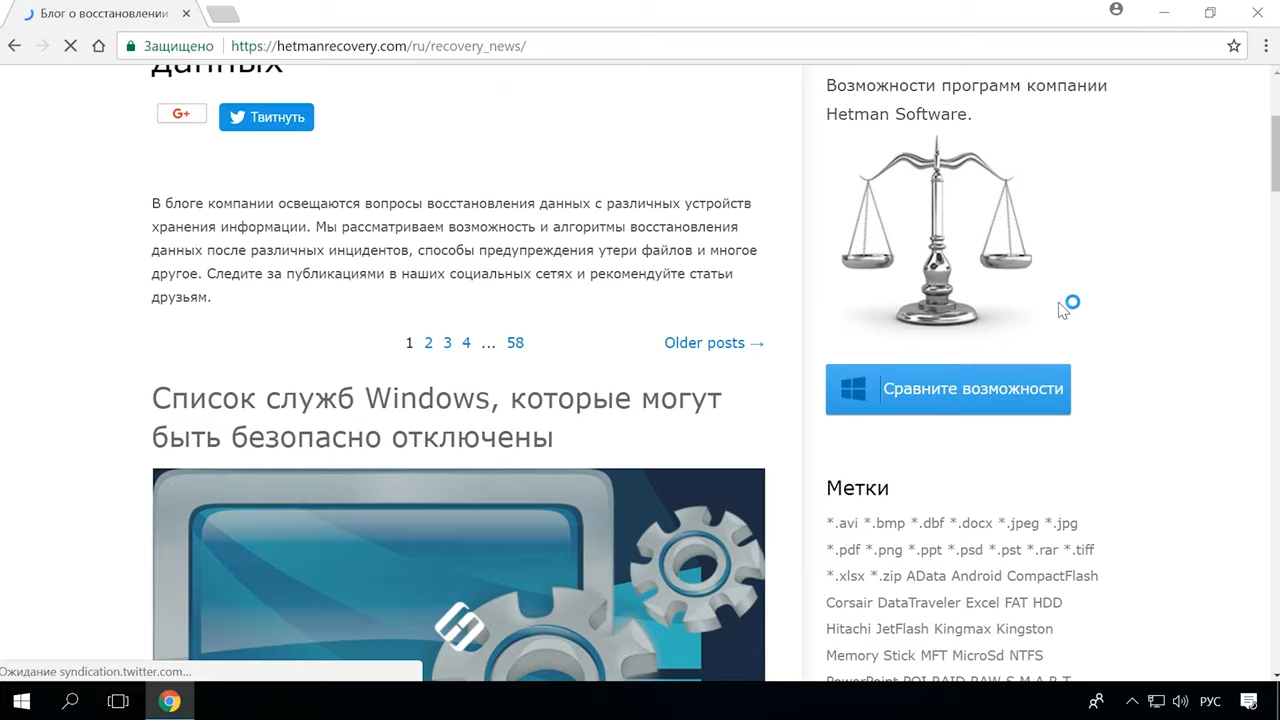 Блог о восстановлении
Защищено
https://hetmanrecovery.com/ru/recovery_news/
данных
G+
Твитнуть
В блоге компании освещаются вопросы восстановления данных с различных устройств
хранения информации. Мы рассматриваем возможность и алгоритмы восстановления
данных после различных инцидентов, способы предупреждения утери файлов и многое
другое. Следите за публикациями в наших социальных сетях и рекомендуйте статьи
друзьям.
1 2 3 4 ... 58
Older posts →
Список служб Windows, которые могут
быть безопасно отключены
Возможности программ компании
Hetman Software.
Сравните возможности
Метки
*.avi *.bmp *.dbf *.docx *.jpeg *.jpg
*.pdf *.png *.ppt *.psd *.pst *.rar *.tiff
*.xlsx *.zip AData Android CompactFlash
Corsair DataTraveler Excel FAT HDD
Hitachi JetFlash Kingmax Kingston
Memory Stick MFT MicroSd NTFS
PowerPoint POI RAID RAW S.M.A.R.T
Ожидание syndication.twitter.com...
РУС